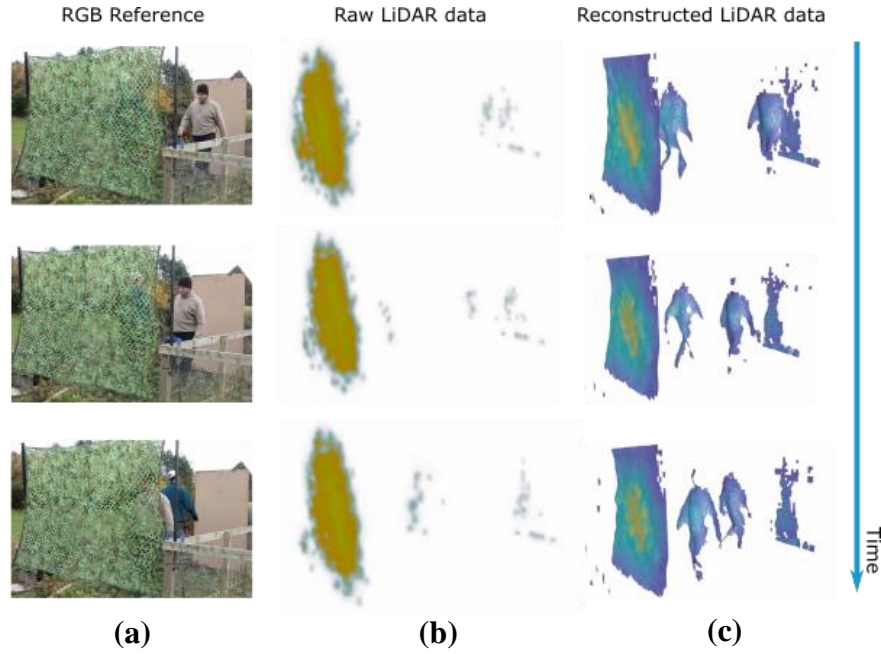 RGB Reference
Raw LiDAR data
Reconstructed LiDAR data
Time
(a)
(b)
(c)